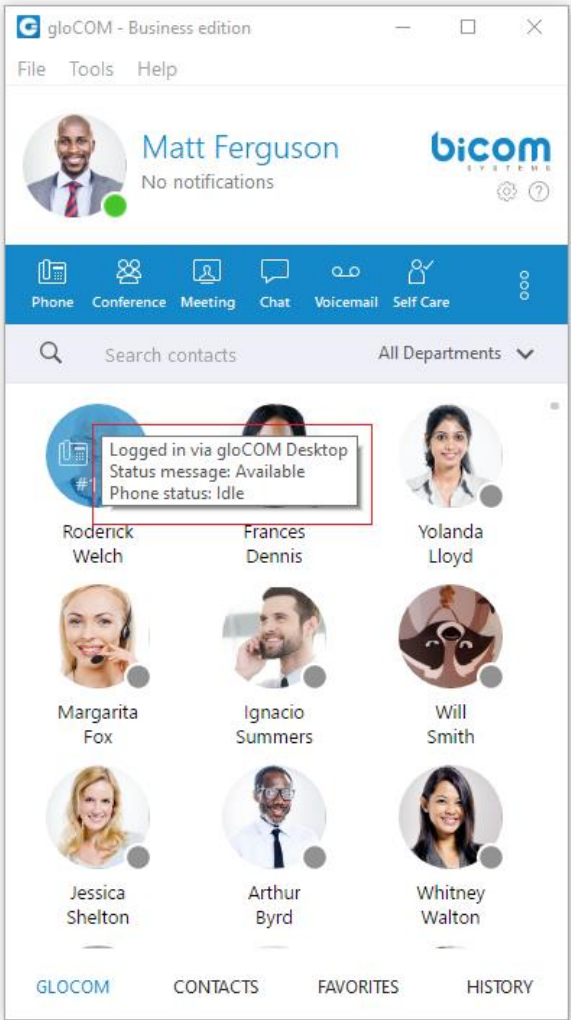 gloCOM - Business edition
File Tools Help
Matt Ferguson
No notifications
bicom
SYSTEMS
Phone Conference Meeting Chat Voicemail Self Care
Search contacts All Departments
Logged in via gloCOM Desktop
Status message: Available
Phone status: Idle
Roderick
Welch
Frances
Dennis
Yolanda
Lloyd
Margarita
Fox
Ignacio
Summers
Will
Smith
Jessica
Shelton
Arthur
Byrd
Whitney
Walton
GLOCOM CONTACTS FAVORITES HISTORY